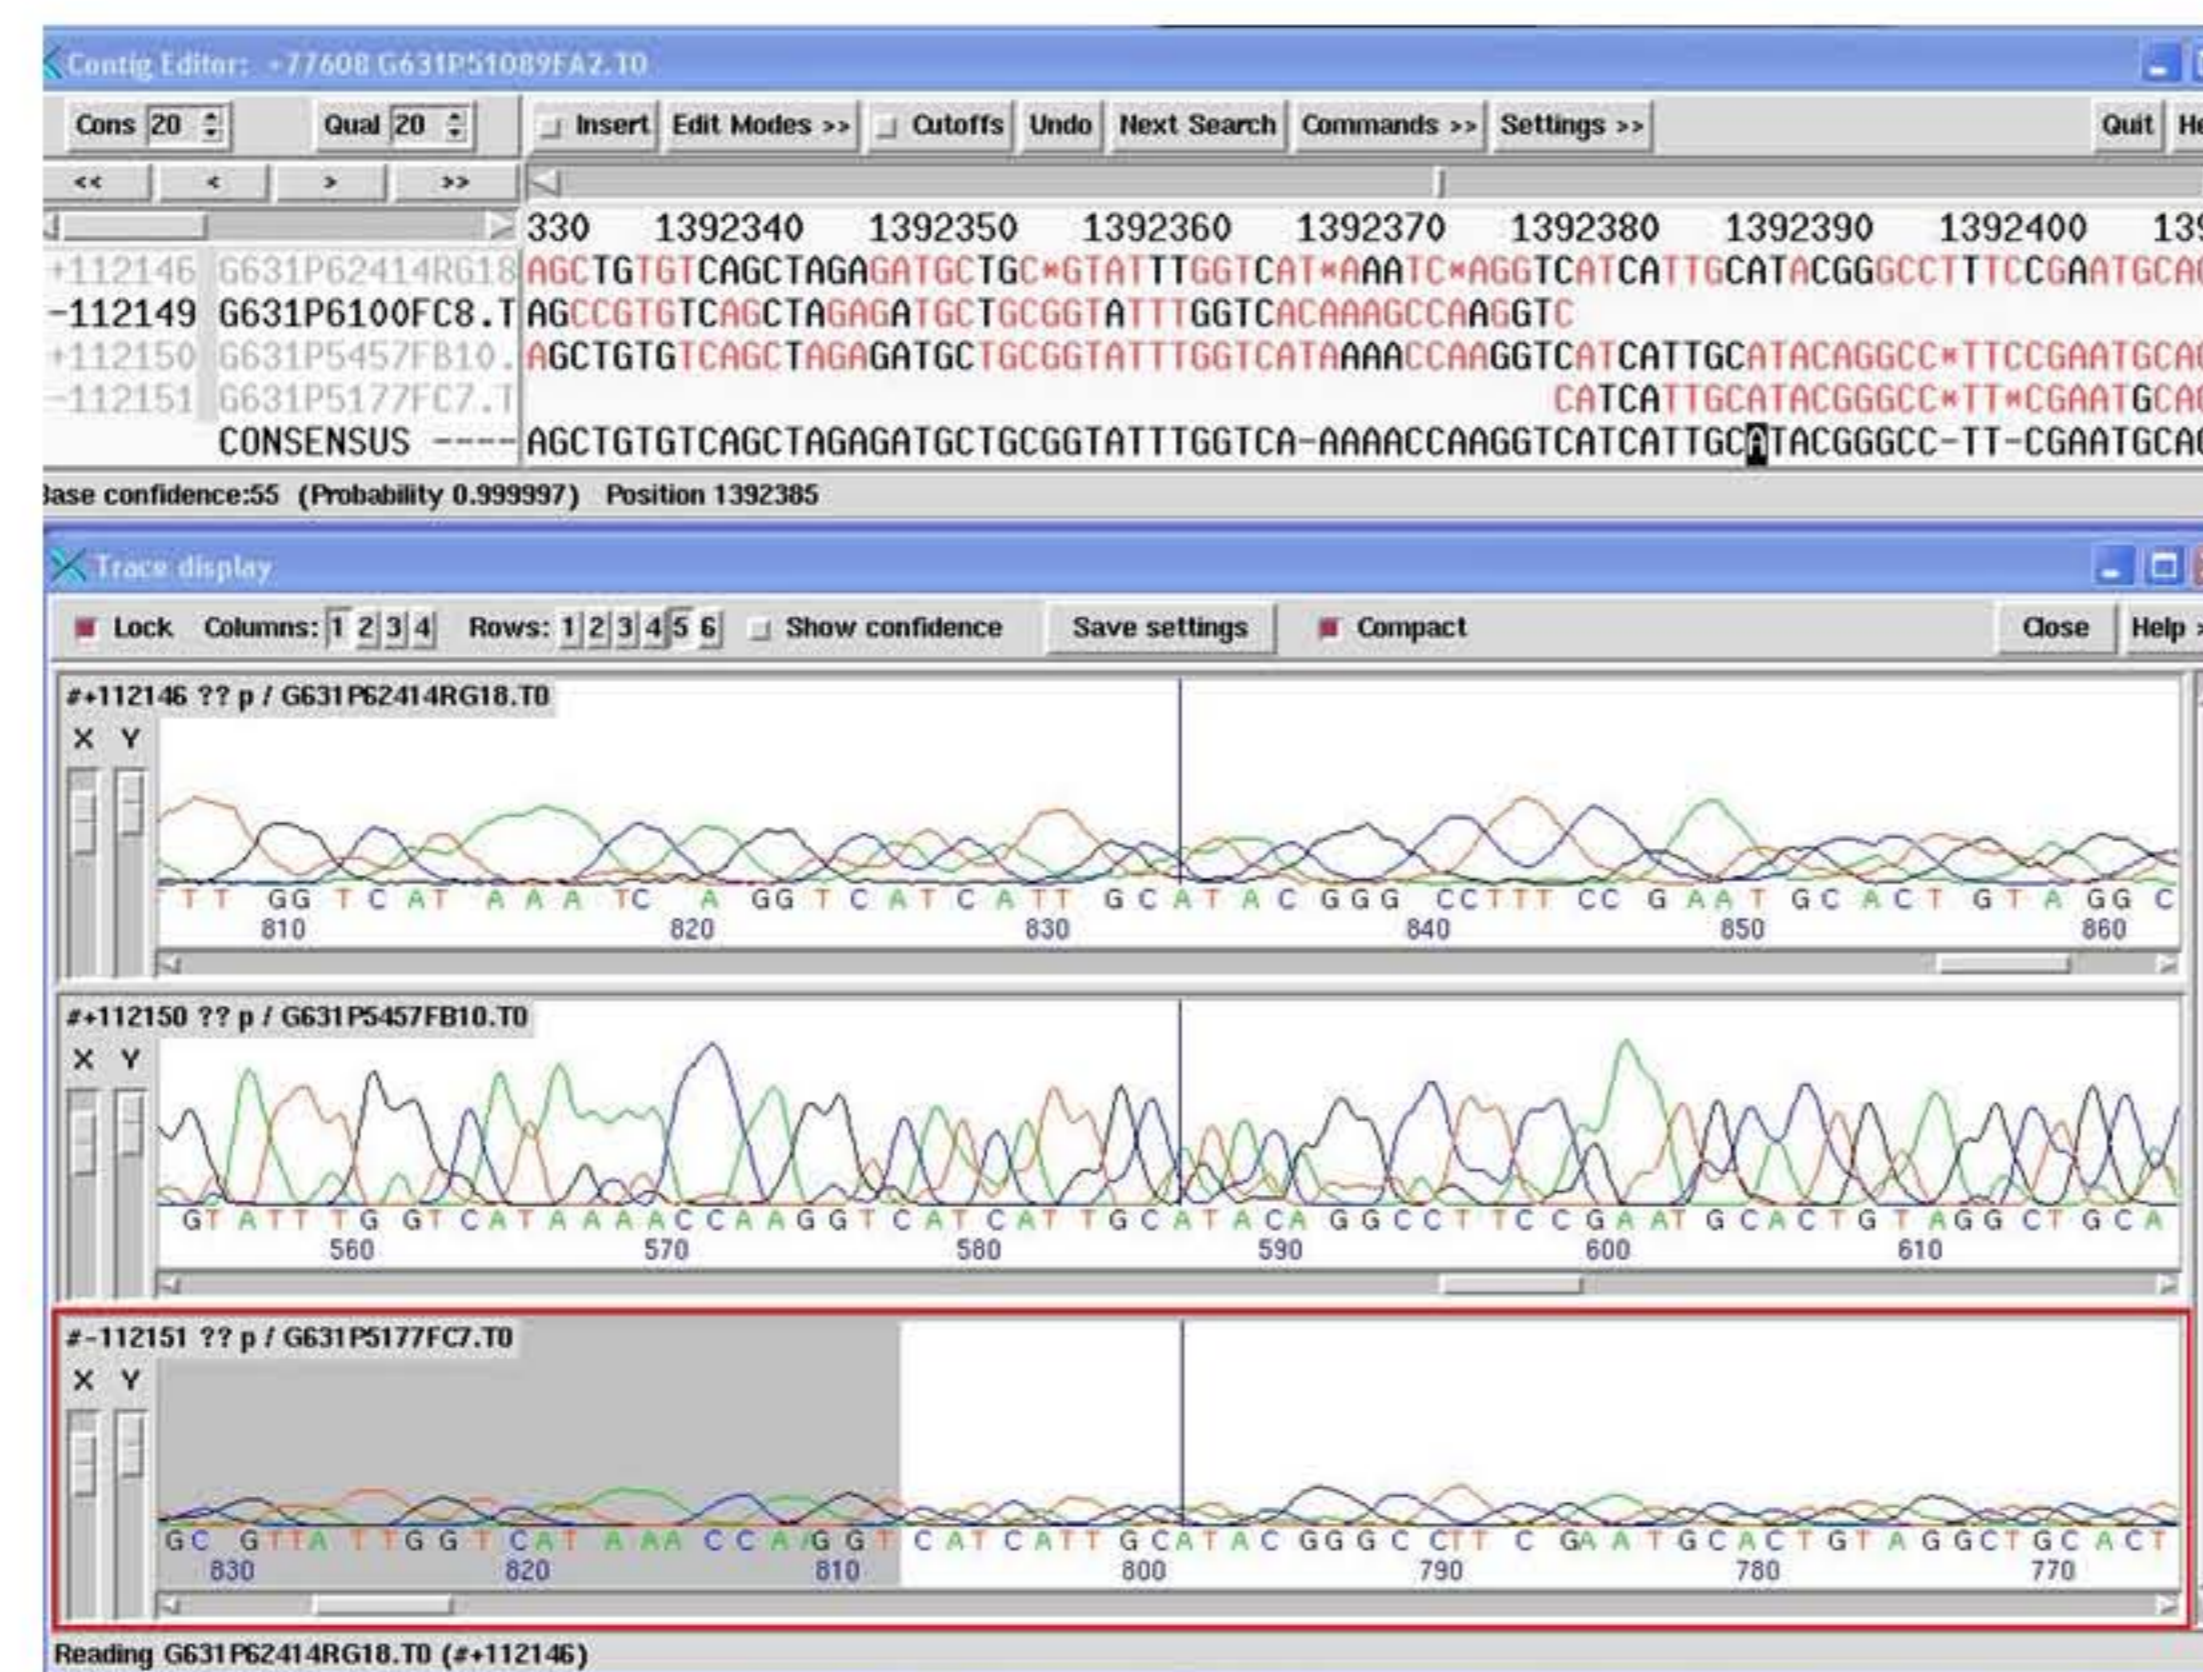 Contig Editor: +77608 G631P51089FA2.T0
Cons 20 Qual 20 Insert Edit Modes >> Cutoffs Undo Next Search Commands >> Settings >> Quit
<< < > >>
330 1392340 1392350 1392360 1392370 1392380 1392390 1392400
+112146 G631P62414RG18 AGCTGTGTCAGCTAGAGATGCTGC*GTATTTGGTCAT*AAATC*AGGTCATCATTGCATACGGGCCTTTCCGAATGCA
-112149 G631P6100FC8.T AGCCGTGTCAGCTAGAGATGCTGCGGTATTTGGTCACAAAGCCAAGGTC
+112150 G631P5457FB10. AGCTGTGTCAGCTAGAGATGCTGCGGTATTTGGTCATAAAACCAAGGTCATCATTGCATACAGGCC*TTCCGAATGCA
-112151 G631P5177FC7.T CATCATTGCATACGGGCC*TT*CGAATGCA
CONSENSUS ---- AGCTGTGTCAGCTAGAGATGCTGCGGTATTTGGTCA-AAAACCAAGGTCATCATTGCATACGGGCC-TT-CGAATGCA
Base confidence:55 (Probability 0.999997) Position 1392385
Trace display
Lock Columns: 1 2 3 4 Rows: 1 2 3 4 5 6 Show confidence Save settings Compact Close Help
#+112146 ?? p / G631P62414RG18.T0
X Y
T T G G T C A T A A A T C A G G T C A T C A T T G C A T A C G G G C C T T T C C G A A T G C A C T G T A G G C
810 820 830 840 850 860
#+112150 ?? p / G631P5457FB10.T0
X Y
G T A T T T G G T C A T A A A A C C A A G G T C A T C A T T G C A T A C A G G C C T T C C G A A T G C A C T G T A G G C T G C A
560 570 580 590 600 610
#-112151 ?? p / G631P5177FC7.T0
X Y
G C G T T A T T G G T C A T A A A C C A A G G T C A T C A T T G C A T A C G G G C C T T C G A A T G C A C T G T A G G C T G C A C T
830 820 810 800 790 780 770
Reading G631P62414RG18.T0 (#+112146)